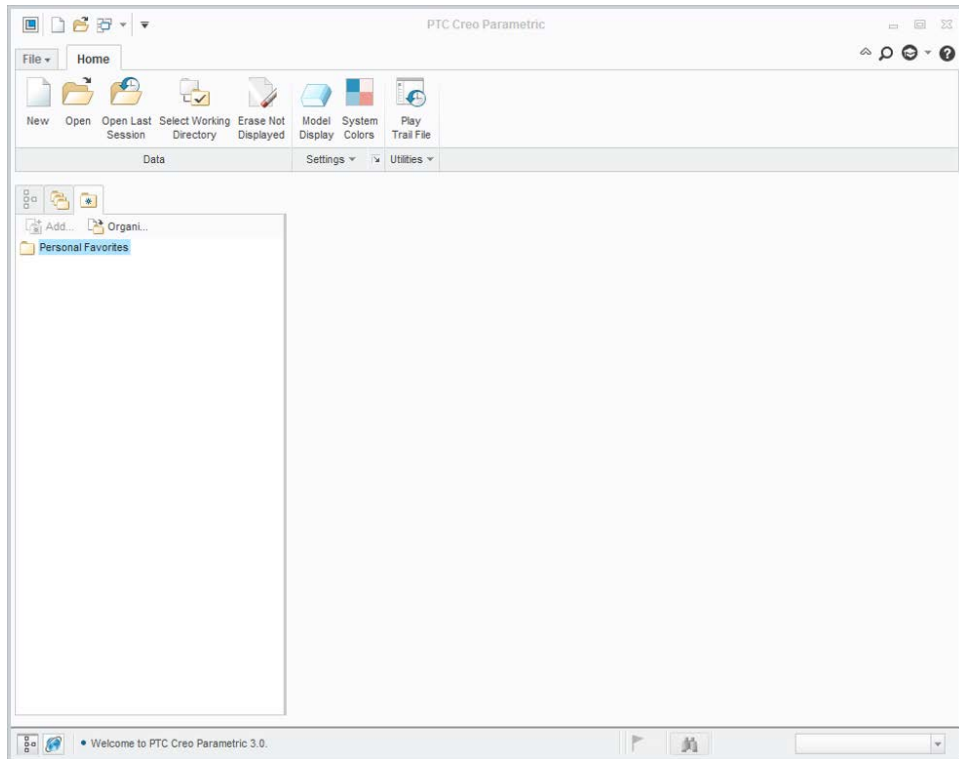 PTC Creo Parametric
File Home
New Open Open Last Select Working Erase Not Model System Play
Session Directory Displayed Display Colors Trail File
Data Settings Utilities
Add... Organi...
Personal Favorites
• Welcome to PTC Creo Parametric 3.0.